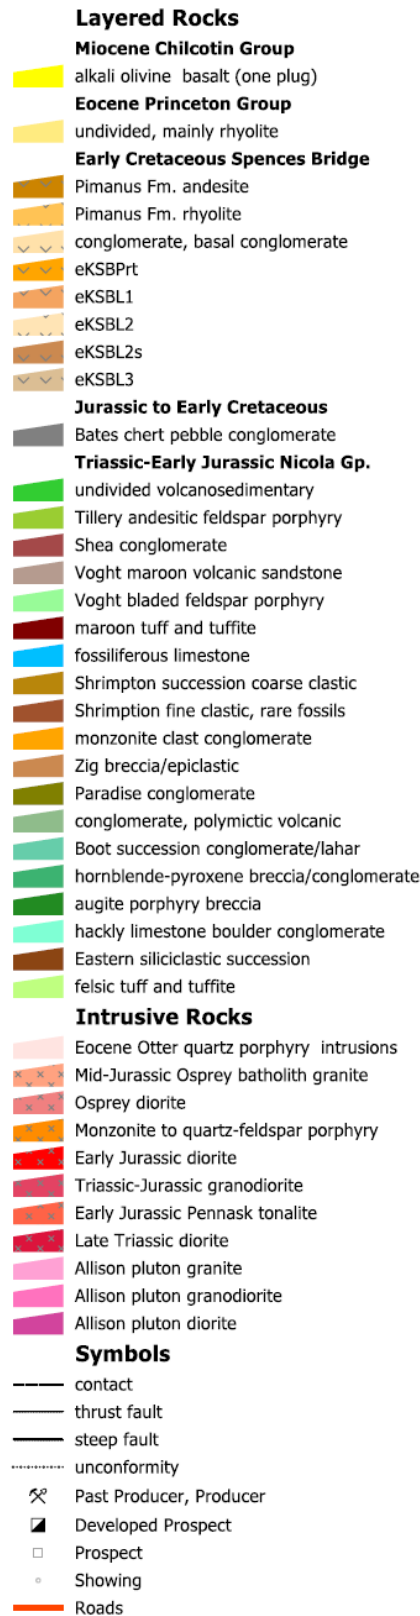 Layered Rocks
Miocene Chilcotin Group
alkali olivine basalt (one plug)
Eocene Princeton Group
undivided, mainly rhyolite
Early Cretaceous Spences Bridge
Pimanus Fm. andesite
Pimanus Fm. rhyolite
conglomerate, basal conglomerate
eKSBPrt
eKSBL1
eKSBL2
eKSBL2s
eKSBL3
Jurassic to Early Cretaceous
Bates chert pebble conglomerate
Triassic-Early Jurassic Nicola Gp.
undivided volcanosedimentary
Tillery andesitic feldspar porphyry
Shea conglomerate
Voght maroon volcanic sandstone
Voght bladed feldspar porphyry
maroon tuff and tuffite
fossiliferous limestone
Shrimpton succession coarse clastic
Shrimption fine clastic, rare fossils
monzonite clast conglomerate
Zig breccia/epiclastic
Paradise conglomerate
conglomerate, polymictic volcanic
Boot succession conglomerate/lahar
hornblende-pyroxene breccia/conglomerate
augite porphyry breccia
hackly limestone boulder conglomerate
Eastern siliciclastic succession
felsic tuff and tuffite
Intrusive Rocks
Eocene Otter quartz porphyry intrusions
Mid-Jurassic Osprey batholith granite
Osprey diorite
Monzonite to quartz-feldspar porphyry
Early Jurassic diorite
Triassic-Jurassic granodiorite
Early Jurassic Pennask tonalite
Late Triassic diorite
Allison pluton granite
Allison pluton granodiorite
Allison pluton diorite
Symbols
contact
thrust fault
steep fault
unconformity
Past Producer, Producer
Developed Prospect
Prospect
Showing
Roads